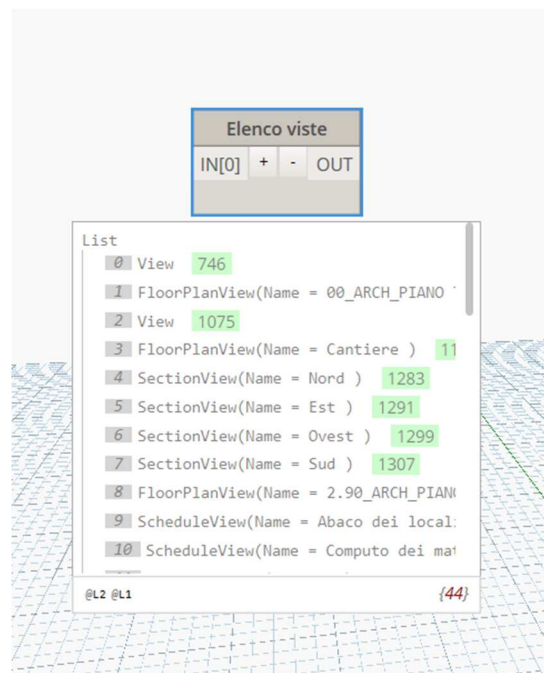 Elenco viste
IN[0] + - OUT
List
0 View 746
1 FloorPlanView(Name = 00_ARCH_PIANO
2 View 1075
3 FloorPlanView(Name = Cantiere ) 11
4 SectionView(Name = Nord ) 1283
5 SectionView(Name = Est ) 1291
6 SectionView(Name = Ovest ) 1299
7 SectionView(Name = Sud ) 1307
8 FloorPlanView(Name = 2.90_ARCH_PIAN
9 ScheduleView(Name = Abaco dei local
10 ScheduleView(Name = Computo dei mat
@L2 @L1 {44}